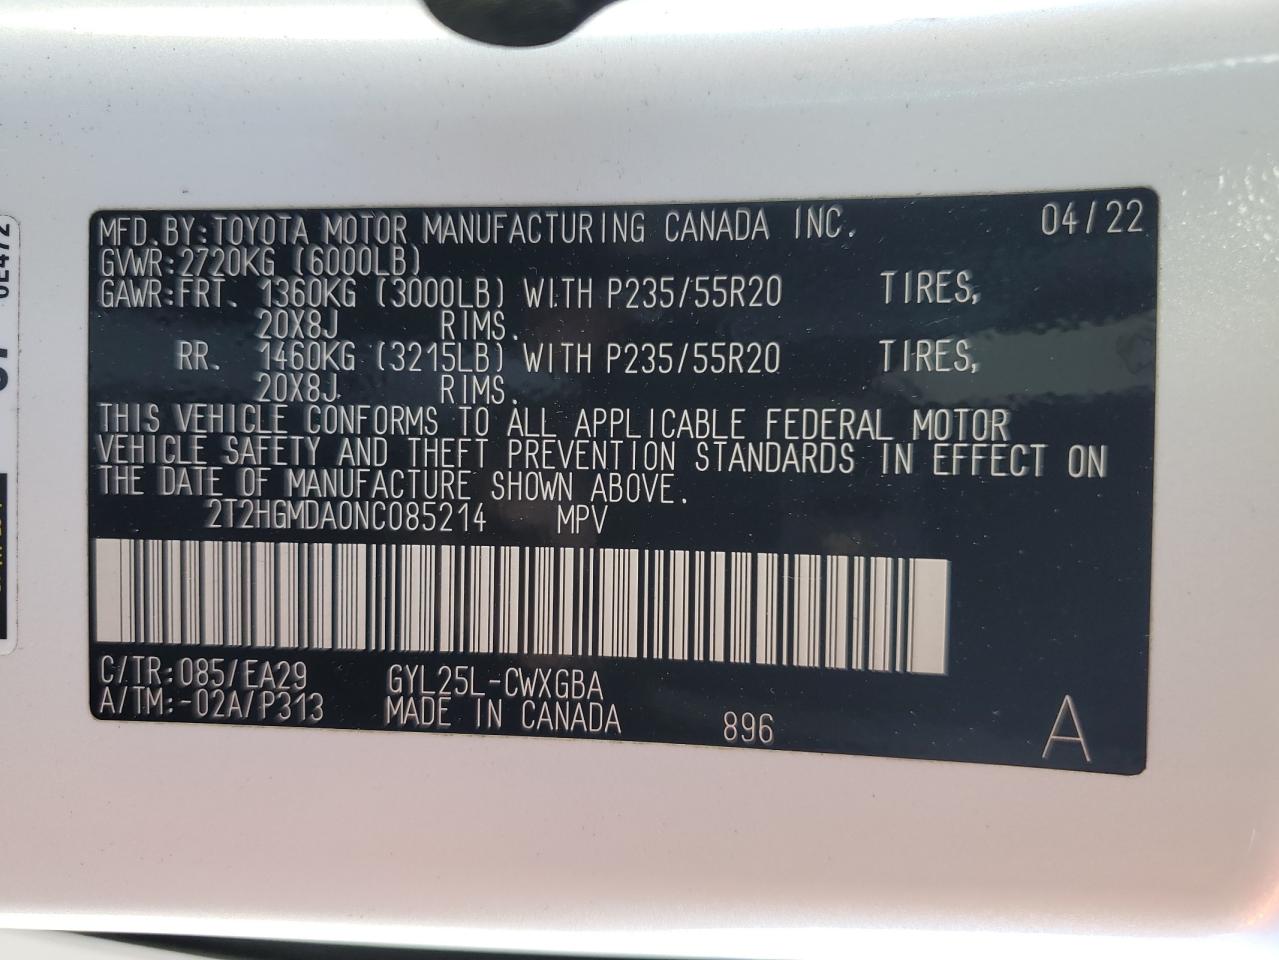 MFD.BY:TOYOTA MOTOR MANUFACTURING CANADA INC. 04/22
GVWR:2720KG (6000LB)
GAWR:FRT. 1360KG (3000LB) WITH P235/55R20 TIRES,
20X8J RIMS.
RR. 1460KG (3215LB) WITH P235/55R20 TIRES,
20X8J RIMS.
THIS VEHICLE CONFORMS TO ALL APPLICABLE FEDERAL MOTOR
VEHICLE SAFETY AND THEFT PREVENTION STANDARDS IN EFFECT ON
THE DATE OF MANUFACTURE SHOWN ABOVE.
2T2HGMDA0NC085214 MPV
C/TR:085/EA29 GYL25L-CWXGBA
A/TM:-02A/P313 MADE IN CANADA 896 A